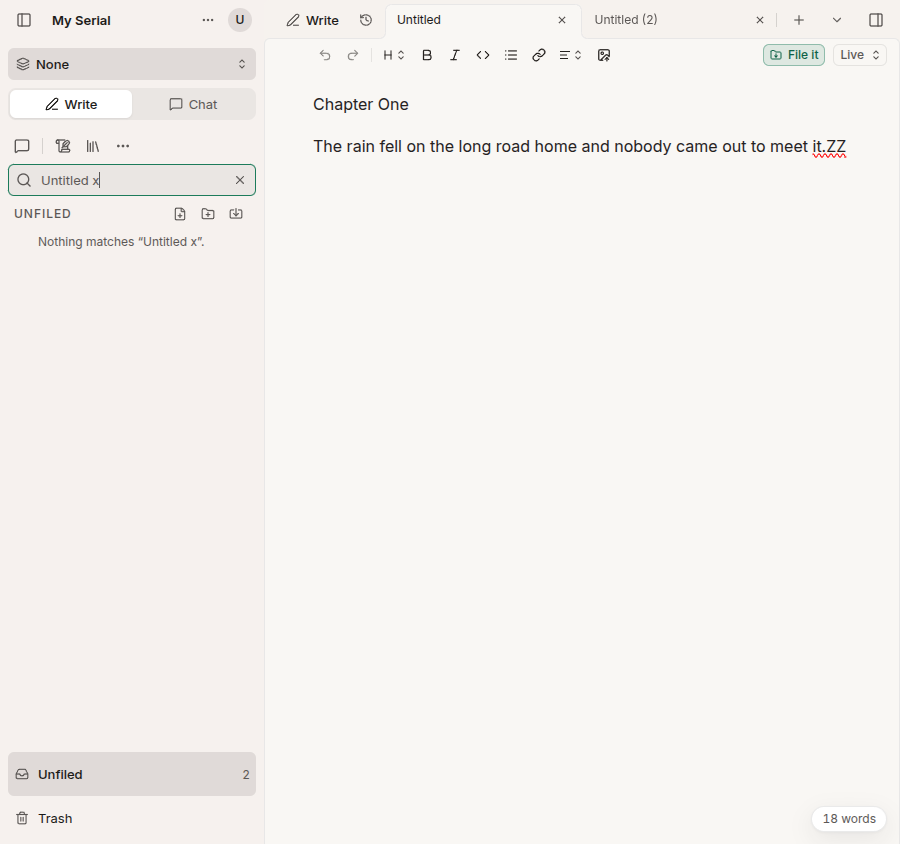 My Serial
U
Write
Untitled
Untitled (2)
None
H
B
I
File it
Live
Write
Chat
Chapter One
The rain fell on the long road home and nobody came out to meet it.ZZ
Untitled x
UNFILED
Nothing matches “Untitled x”.
Unfiled
2
Trash
18 words